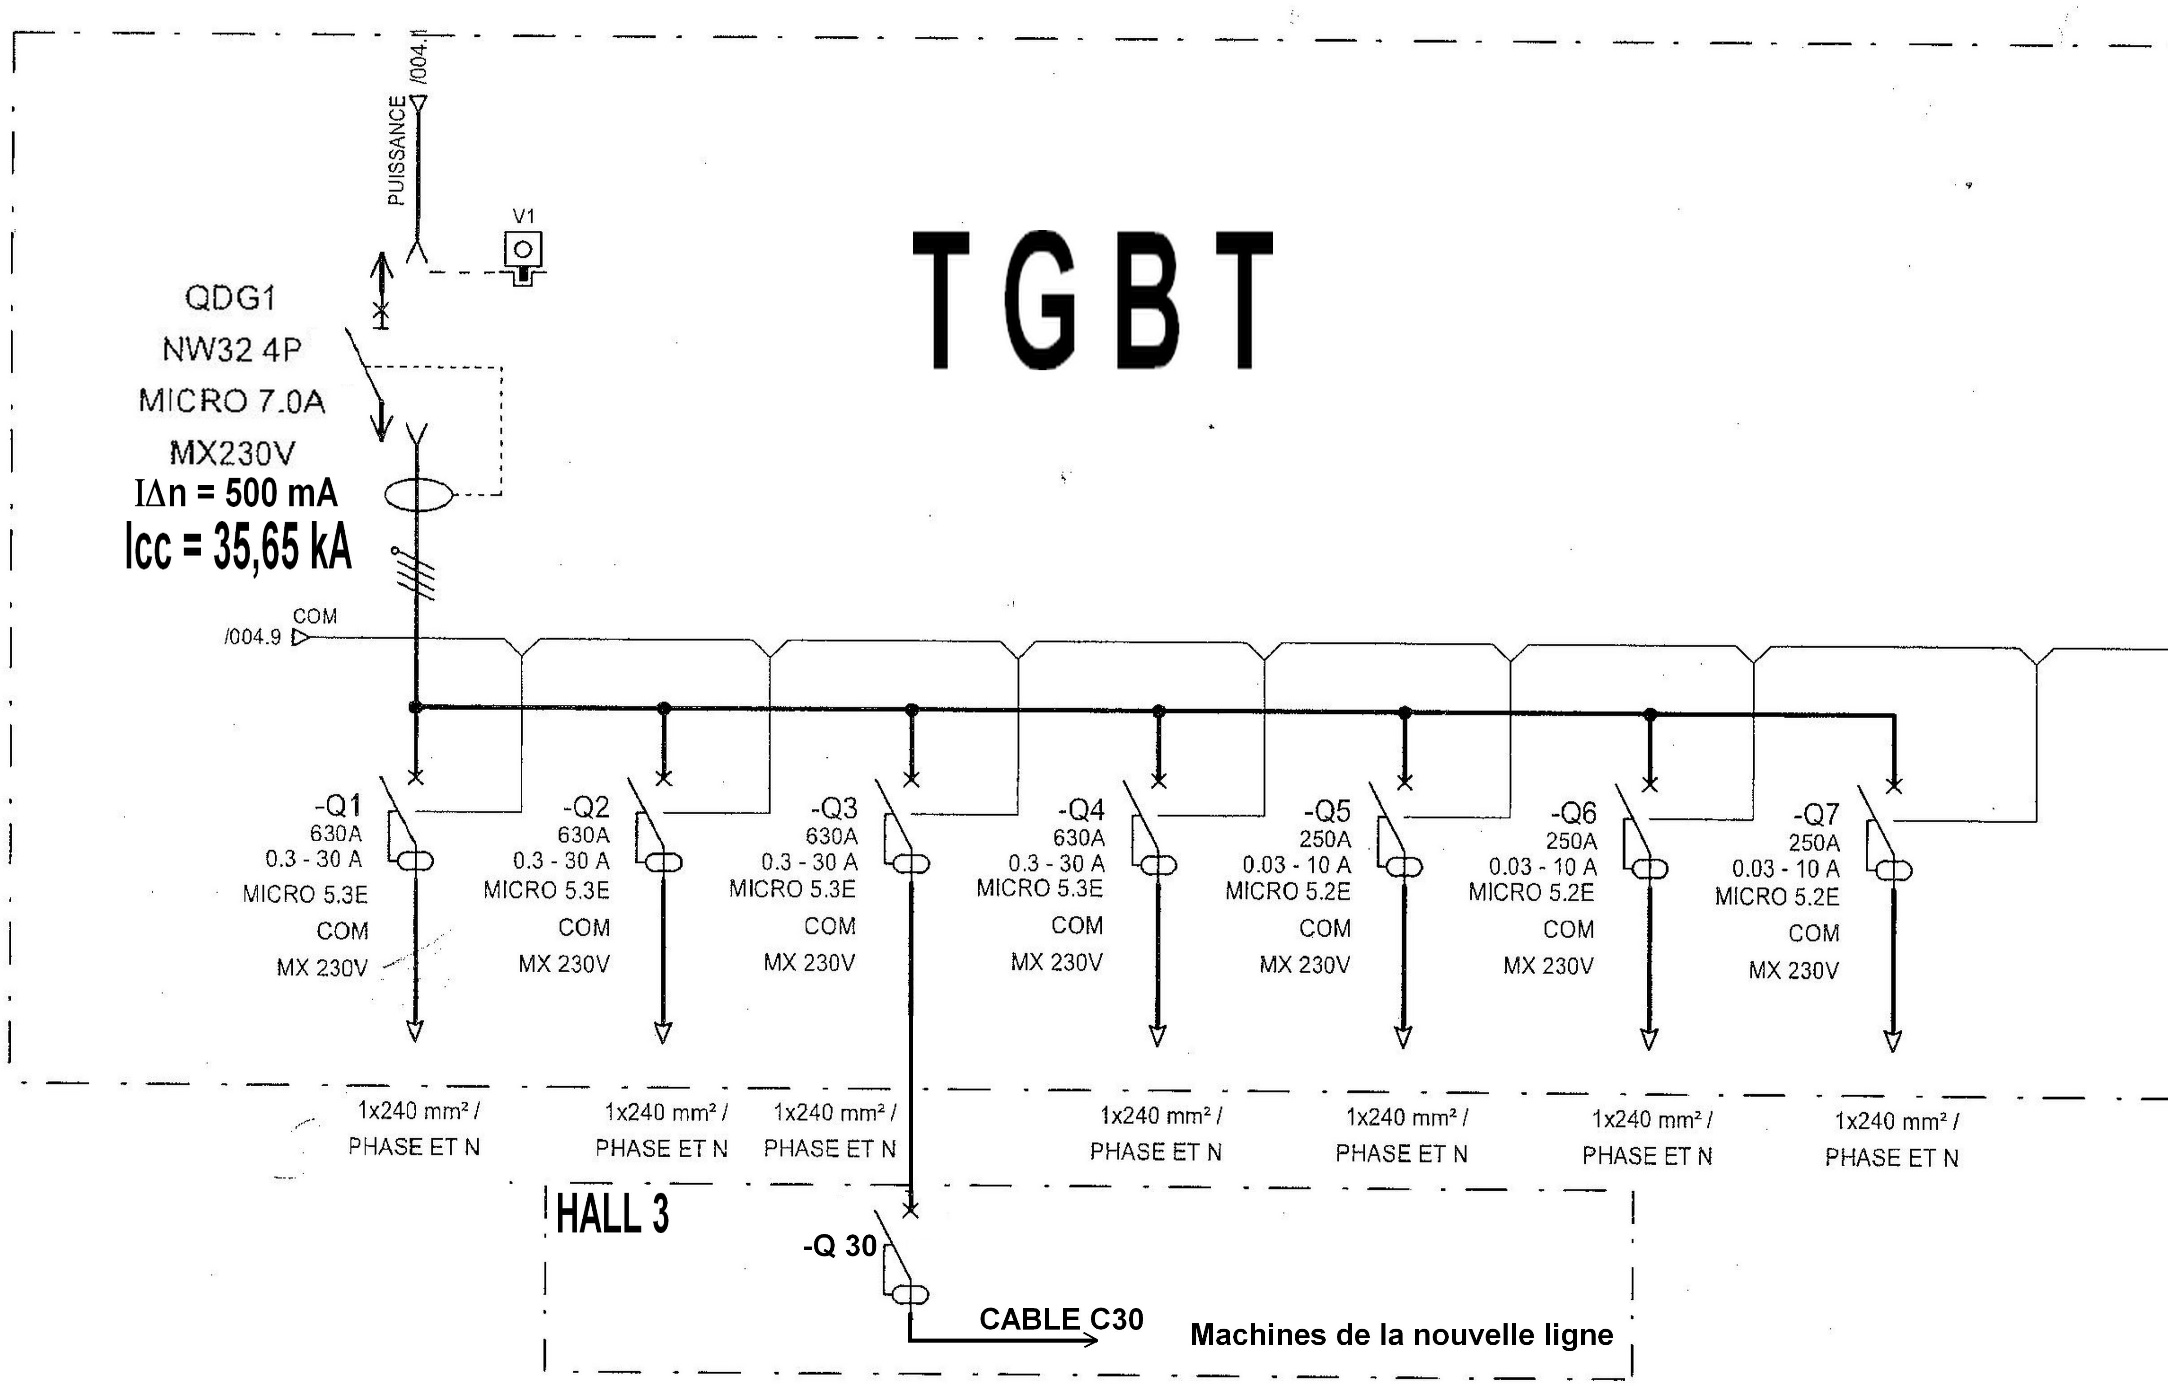 /004.1
PUISSANCE
V1
T G B T
QDG1
NW32 4P
MICRO 7.0A
MX230V
IΔn = 500 mA
Icc = 35,65 kA
COM
/004.9
-Q1
630A
0.3 - 30 A
MICRO 5.3E
COM
MX 230V
-Q2
630A
0.3 - 30 A
MICRO 5.3E
COM
MX 230V
-Q3
630A
0.3 - 30 A
MICRO 5.3E
COM
MX 230V
-Q4
630A
0.3 - 30 A
MICRO 5.3E
COM
MX 230V
-Q5
250A
0.03 - 10 A
MICRO 5.2E
COM
MX 230V
-Q6
250A
0.03 - 10 A
MICRO 5.2E
COM
MX 230V
-Q7
250A
0.03 - 10 A
MICRO 5.2E
COM
MX 230V
1x240 mm² /
PHASE ET N
1x240 mm² /
PHASE ET N
1x240 mm² /
PHASE ET N
1x240 mm² /
PHASE ET N
1x240 mm² /
PHASE ET N
1x240 mm² /
PHASE ET N
1x240 mm² /
PHASE ET N
HALL 3
-Q 30
CABLE C30
Machines de la nouvelle ligne